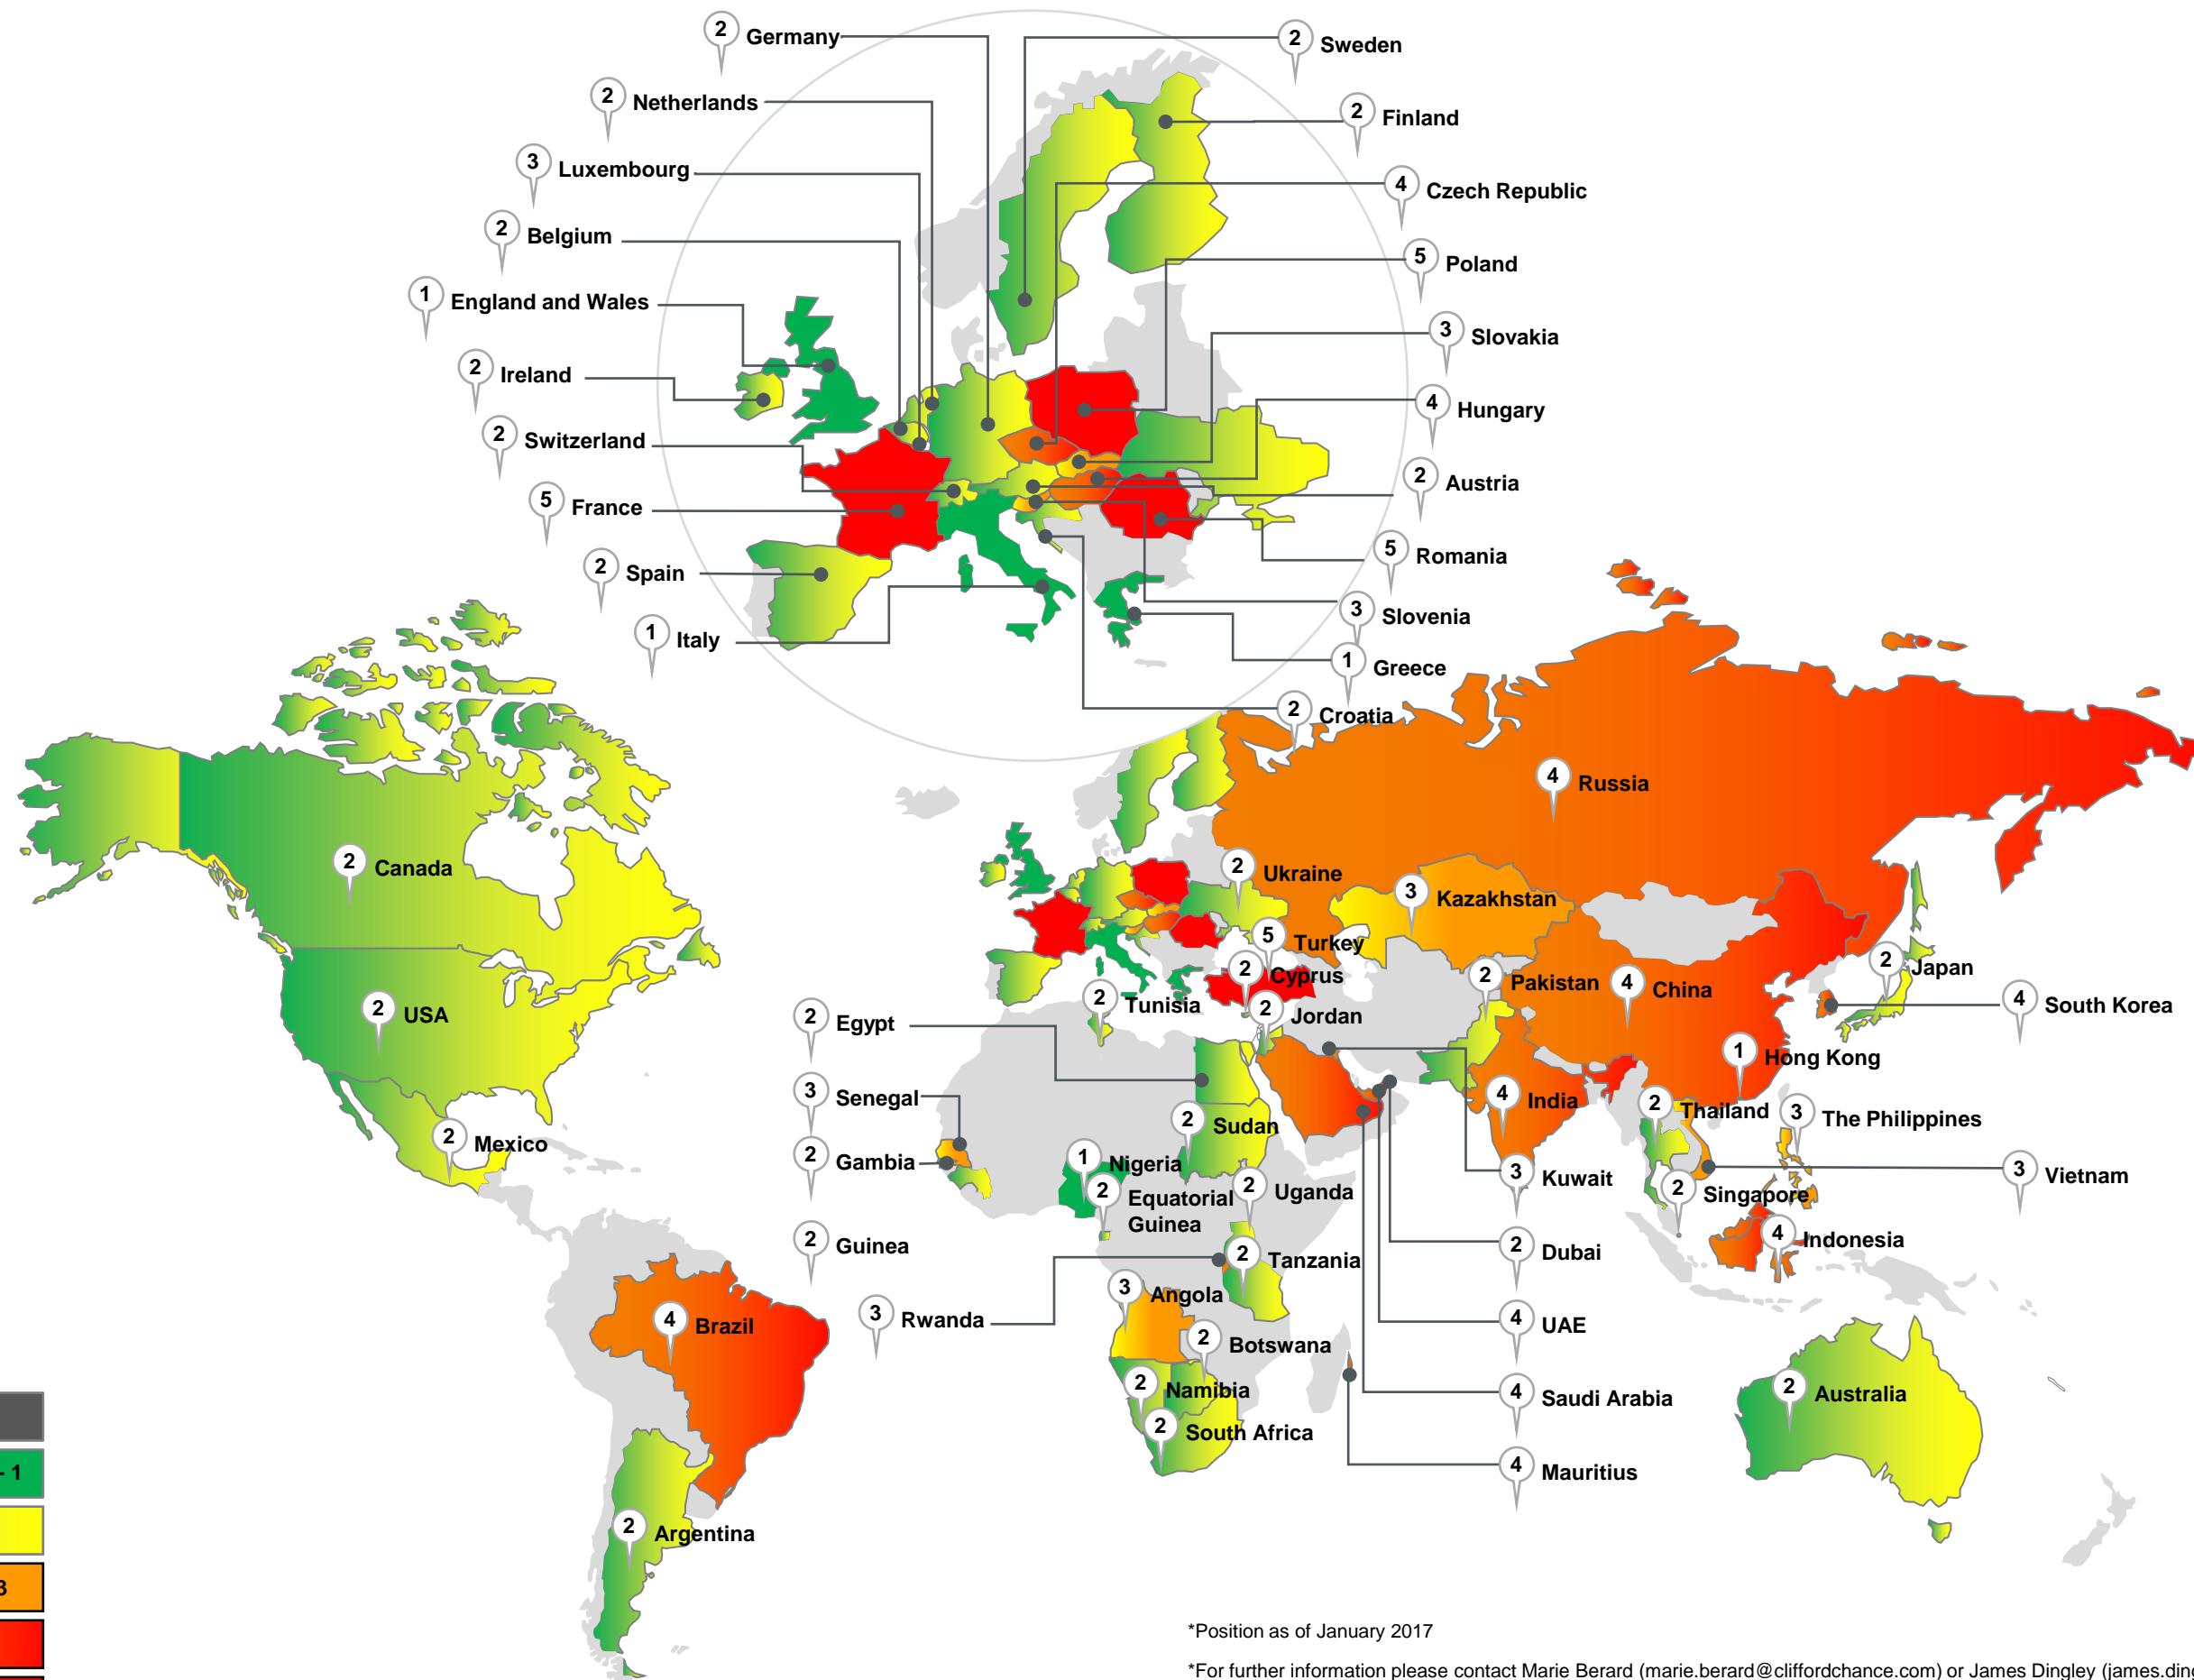 2 Germany
2 Sweden
2 Netherlands
2 Finland
3 Luxembourg
4 Czech Republic
2 Belgium
5 Poland
1 England and Wales
3 Slovakia
2 Ireland
4 Hungary
2 Switzerland
2 Austria
5 France
5 Romania
2 Spain
3 Slovenia
1 Italy
1 Greece
2 Croatia
4 Russia
2 Canada
2 Ukraine
3 Kazakhstan
5 Turkey
2 Cyprus
2 Pakistan
4 China
2 Japan
2 Tunisia
4 South Korea
2 USA
2 Egypt
2 Jordan
1 Hong Kong
3 Senegal
4 India
2 Thailand
3 The Philippines
2 Sudan
2 Mexico
2 Gambia
1 Nigeria
3 Kuwait
3 Vietnam
2 Equatorial
Guinea
2 Uganda
2 Singapore
2 Guinea
2 Tanzania
2 Dubai
4 Indonesia
3 Angola
3 Rwanda
4 Brazil
4 UAE
2 Botswana
2 Namibia
4 Saudi Arabia
2 Australia
2 South Africa
4 Mauritius
- 1
2 Argentina
3
*Position as of January 2017
*For further information please contact Marie Berard (marie.berard@cliffordchance.com) or James Dingley (james.ding